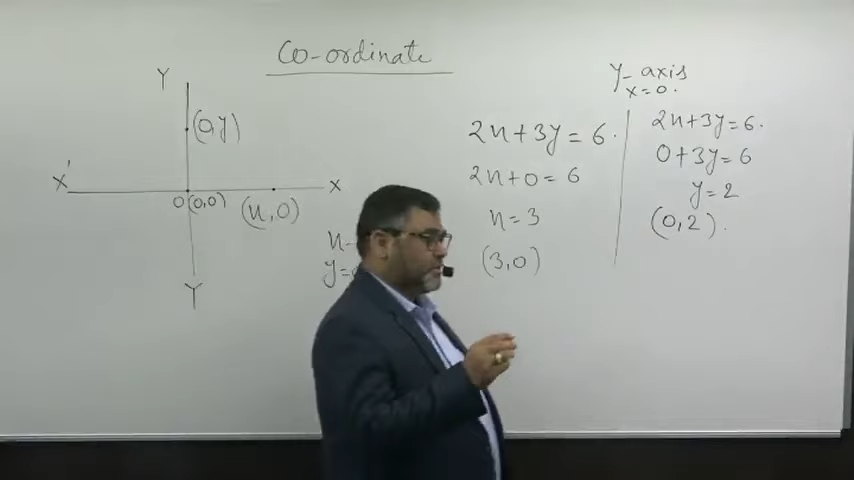 Co-ordinate
Y
(0,y)
X'
X
O(0,0)
(x,0)
Y
2x+3y=6.
2x+0=6
x=3
(3,0)
Y-axis
x=0.
2x+3y=6.
0+3y=6
y=2
(0,2).